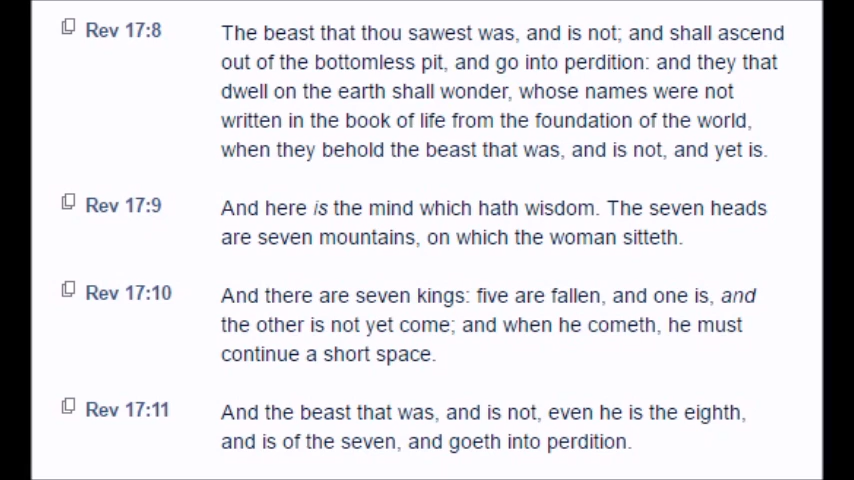 Rev 17:8 The beast that thou sawest was, and is not; and shall ascend
out of the bottomless pit, and go into perdition: and they that
dwell on the earth shall wonder, whose names were not
written in the book of life from the foundation of the world,
when they behold the beast that was, and is not, and yet is.
Rev 17:9 And here is the mind which hath wisdom. The seven heads
are seven mountains, on which the woman sitteth.
Rev 17:10 And there are seven kings: five are fallen, and one is, and
the other is not yet come; and when he cometh, he must
continue a short space.
Rev 17:11 And the beast that was, and is not, even he is the eighth,
and is of the seven, and goeth into perdition.